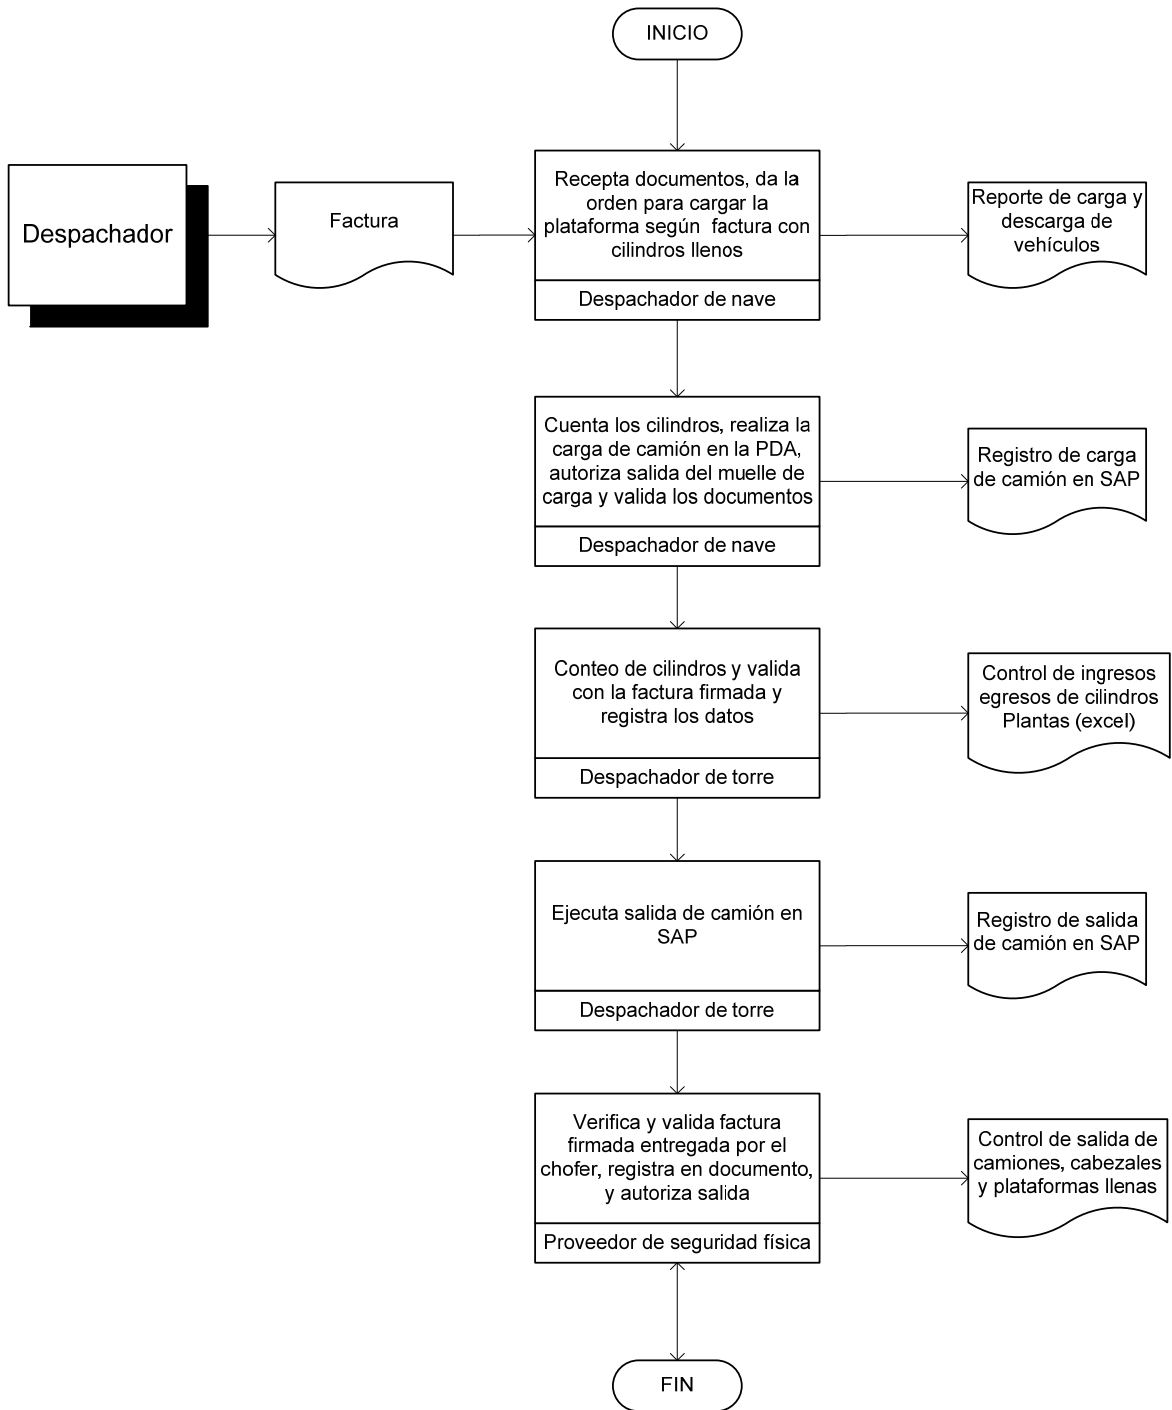 INICIO
Despachador
Factura
Recepta documentos, da la
orden para cargar la
plataforma según  factura con
cilindros llenos
Despachador de nave
Reporte de carga y
descarga de
vehículos
Cuenta los cilindros, realiza la
carga de camión en la PDA,
autoriza salida del muelle de
carga y valida los documentos
Despachador de nave
Registro de carga
de camión en SAP
Conteo de cilindros y valida
con la factura firmada y
registra los datos
Despachador de torre
Control de ingresos
egresos de cilindros
Plantas (excel)
Ejecuta salida de camión en
SAP
Despachador de torre
Registro de salida
de camión en SAP
Verifica y valida factura
firmada entregada por el
chofer, registra en documento,
y autoriza salida
Proveedor de seguridad física
Control de salida de
camiones, cabezales
y plataformas llenas
FIN